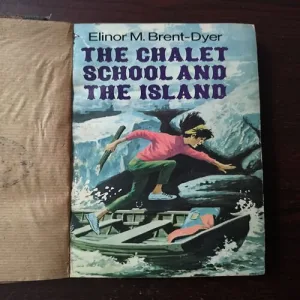 Elinor M. Brent-Dyer
THE CHALET
SCHOOL AND
THE ISLAND